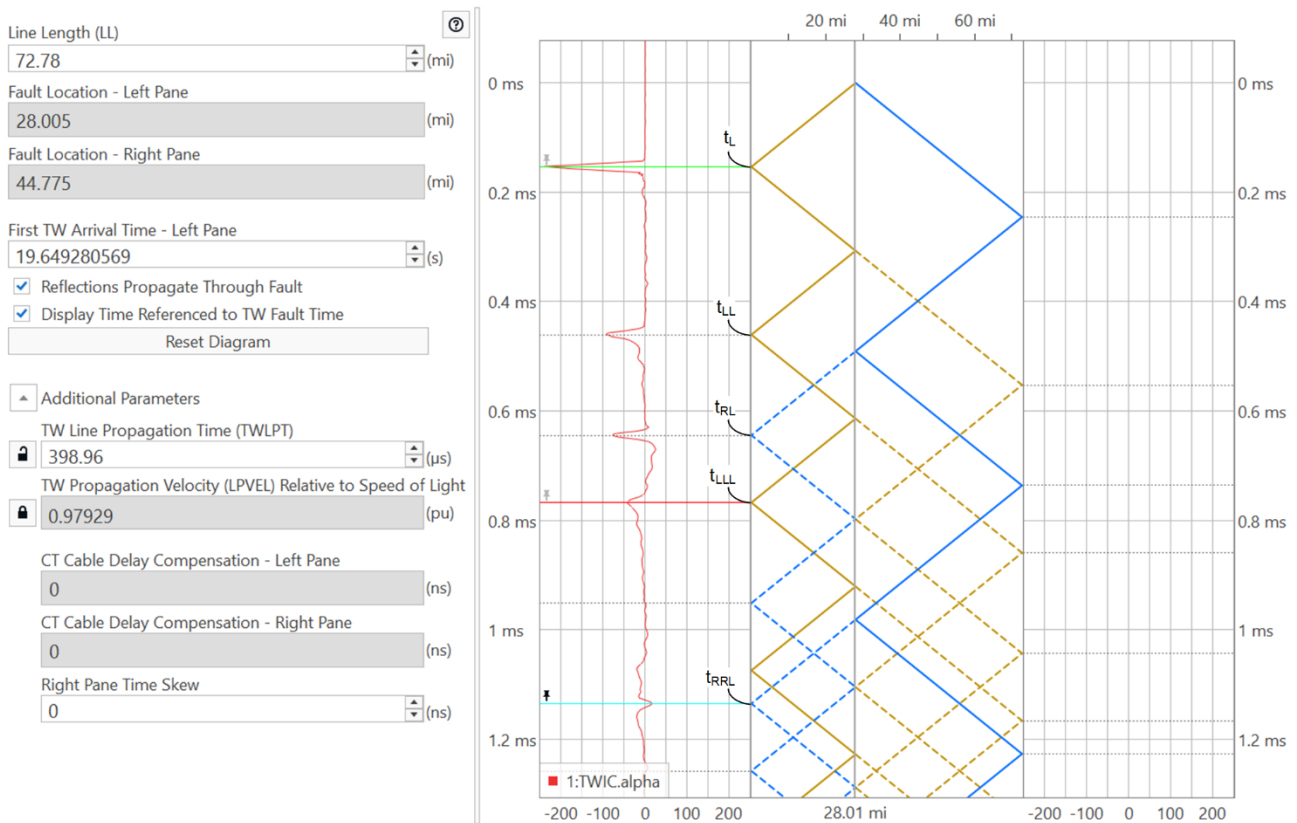 Line Length (LL)
72.78 (mi)
Fault Location - Left Pane
28.005 (mi)
Fault Location - Right Pane
44.775 (mi)
First TW Arrival Time - Left Pane
19.649280569 (s)
Reflections Propagate Through Fault
Display Time Referenced to TW Fault Time
Reset Diagram
Additional Parameters
TW Line Propagation Time (TWLPT)
398.96 (µs)
TW Propagation Velocity (LPVEL) Relative to Speed of Light
0.97929 (pu)
CT Cable Delay Compensation - Left Pane
0 (ns)
CT Cable Delay Compensation - Right Pane
0 (ns)
Right Pane Time Skew
0 (ns)
?
20 mi 40 mi 60 mi
0 ms 0 ms
tL
0.2 ms 0.2 ms
tLL
0.4 ms 0.4 ms
tRL
0.6 ms 0.6 ms
tLLL
0.8 ms 0.8 ms
1 ms 1 ms
tRRL
1.2 ms 1.2 ms
1:TWIC.alpha
-200 -100 0 100 200 28.01 mi -200 -100 0 100 200